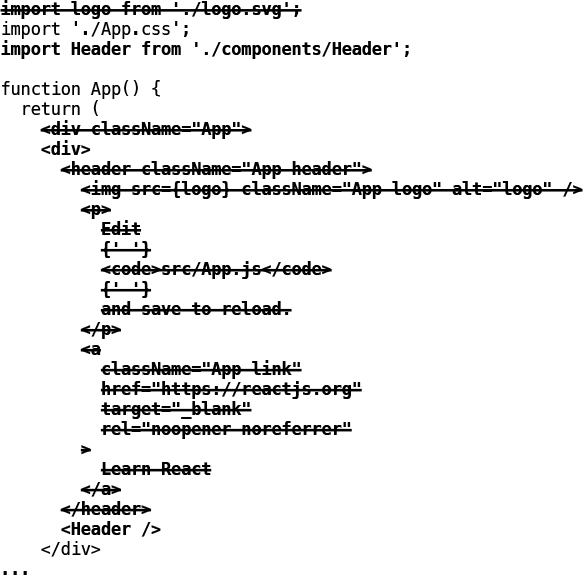 import logo from './logo.svg';
import './App.css';
import Header from './components/Header';

function App() {
  return (
    <div className="App">
    <div>
      <header className="App-header">
        <img src={logo} className="App-logo" alt="logo" />
        <p>
          Edit
          {' '}
          <code>src/App.js</code>
          {' '}
          and save to reload.
        </p>
        <a
          className="App-link"
          href="https://reactjs.org"
          target="_blank"
          rel="noopener noreferrer"
        >
          Learn React
        </a>
      </header>
      <Header />
    </div>
...